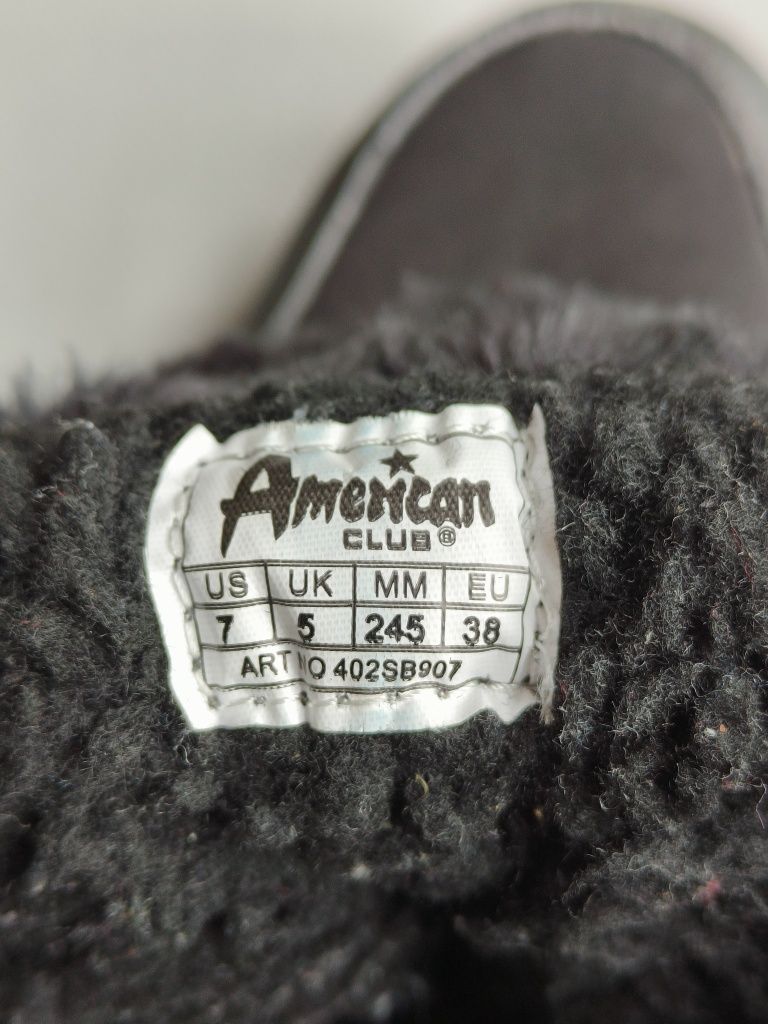 American
CLUB®
US UK MM EU
7 5 245 38
ART NO 402SB907